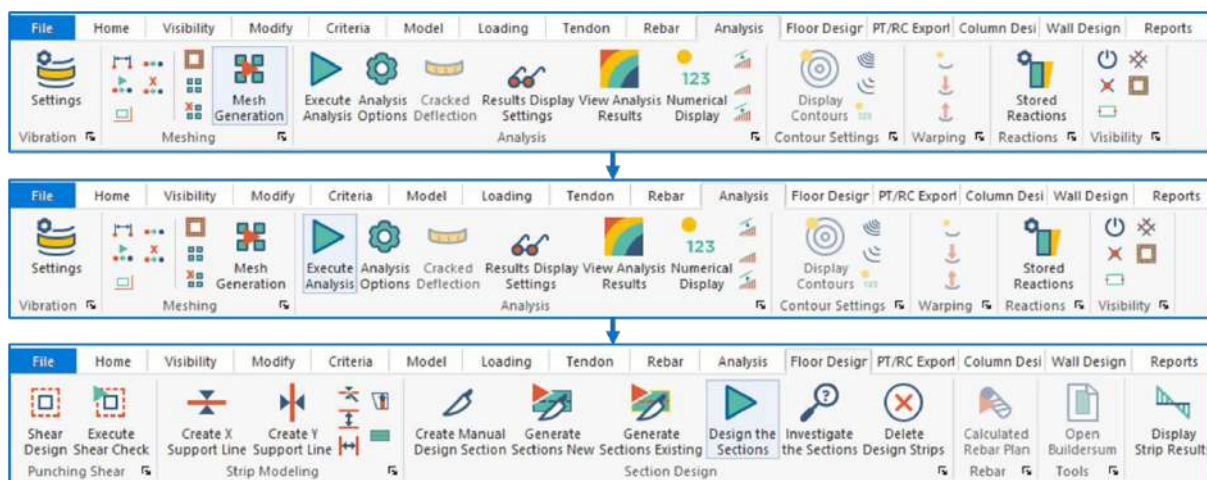 File Home Visibility Modify Criteria Model Loading Tendon Rebar Analysis Floor Design PT/RC Export Column Desi Wall Design Reports
Settings Mesh Execute Analysis Cracked Results Display View Analysis Numerical 123 Display Stored
Generation Analysis Options Deflection Settings Results Display Contours 123 Reactions
Vibration Meshing Analysis Contour Settings Warping Reactions Visibility
File Home Visibility Modify Criteria Model Loading Tendon Rebar Analysis Floor Design PT/RC Export Column Desi Wall Design Reports
Settings Mesh Execute Analysis Cracked Results Display View Analysis Numerical 123 Display Stored
Generation Analysis Options Deflection Settings Results Display Contours 123 Reactions
Vibration Meshing Analysis Contour Settings Warping Reactions Visibility
File Home Visibility Modify Criteria Model Loading Tendon Rebar Analysis Floor Design PT/RC Export Column Desi Wall Design Reports
Shear Execute Create X Create Y Create Manual Generate Generate Design the Investigate Delete Calculated Open Display
Design Shear Check Support Line Support Line Design Section Sections New Sections Existing Sections the Sections Design Strips Rebar Plan Buildersum Strip Results
Punching Shear Strip Modeling Section Design Rebar Tools